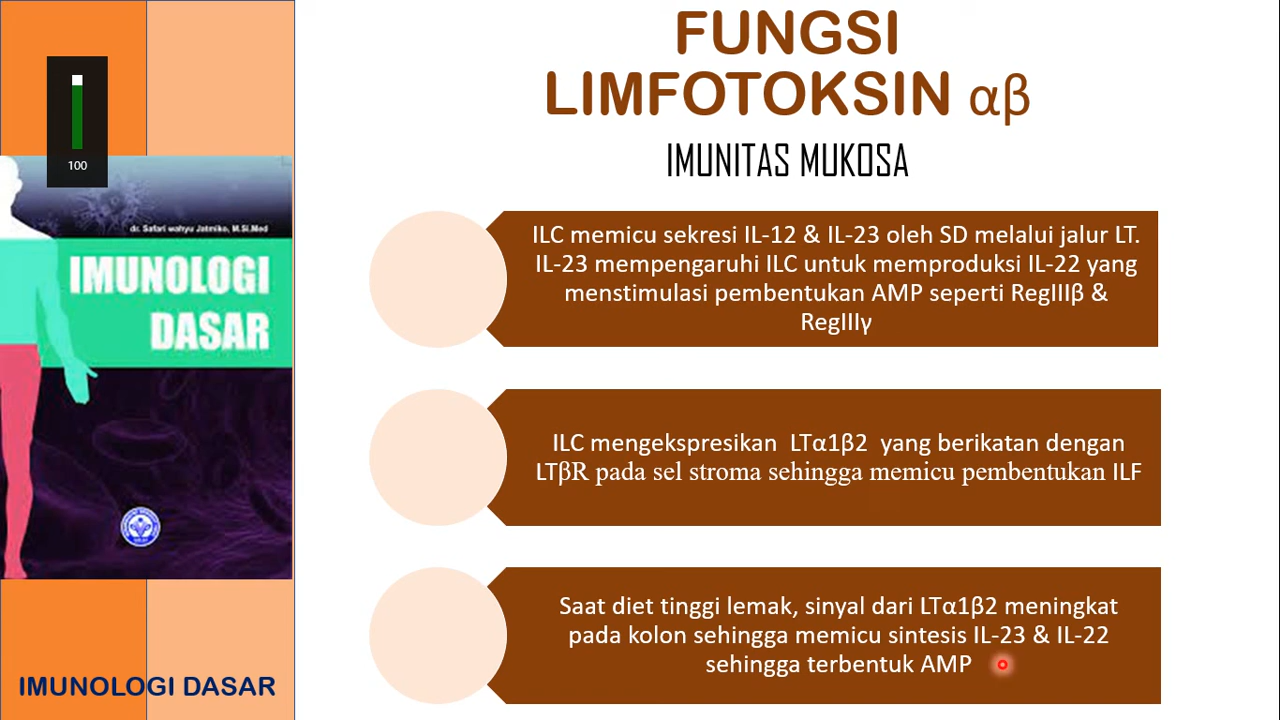 FUNGSI
LIMFOTOKSIN αβ
IMUNITAS MUKOSA
100
dr. Safari wahyu Jatmiko, M.Si.Med
IMUNOLOGI
DASAR
IMUNOLOGI DASAR
ILC memicu sekresi IL-12 & IL-23 oleh SD melalui jalur LT.
IL-23 mempengaruhi ILC untuk memproduksi IL-22 yang
menstimulasi pembentukan AMP seperti RegIIIβ &
RegIIIγ
ILC mengekspresikan LTα1β2 yang berikatan dengan
LTβR pada sel stroma sehingga memicu pembentukan ILF
Saat diet tinggi lemak, sinyal dari LTα1β2 meningkat
pada kolon sehingga memicu sintesis IL-23 & IL-22
sehingga terbentuk AMP